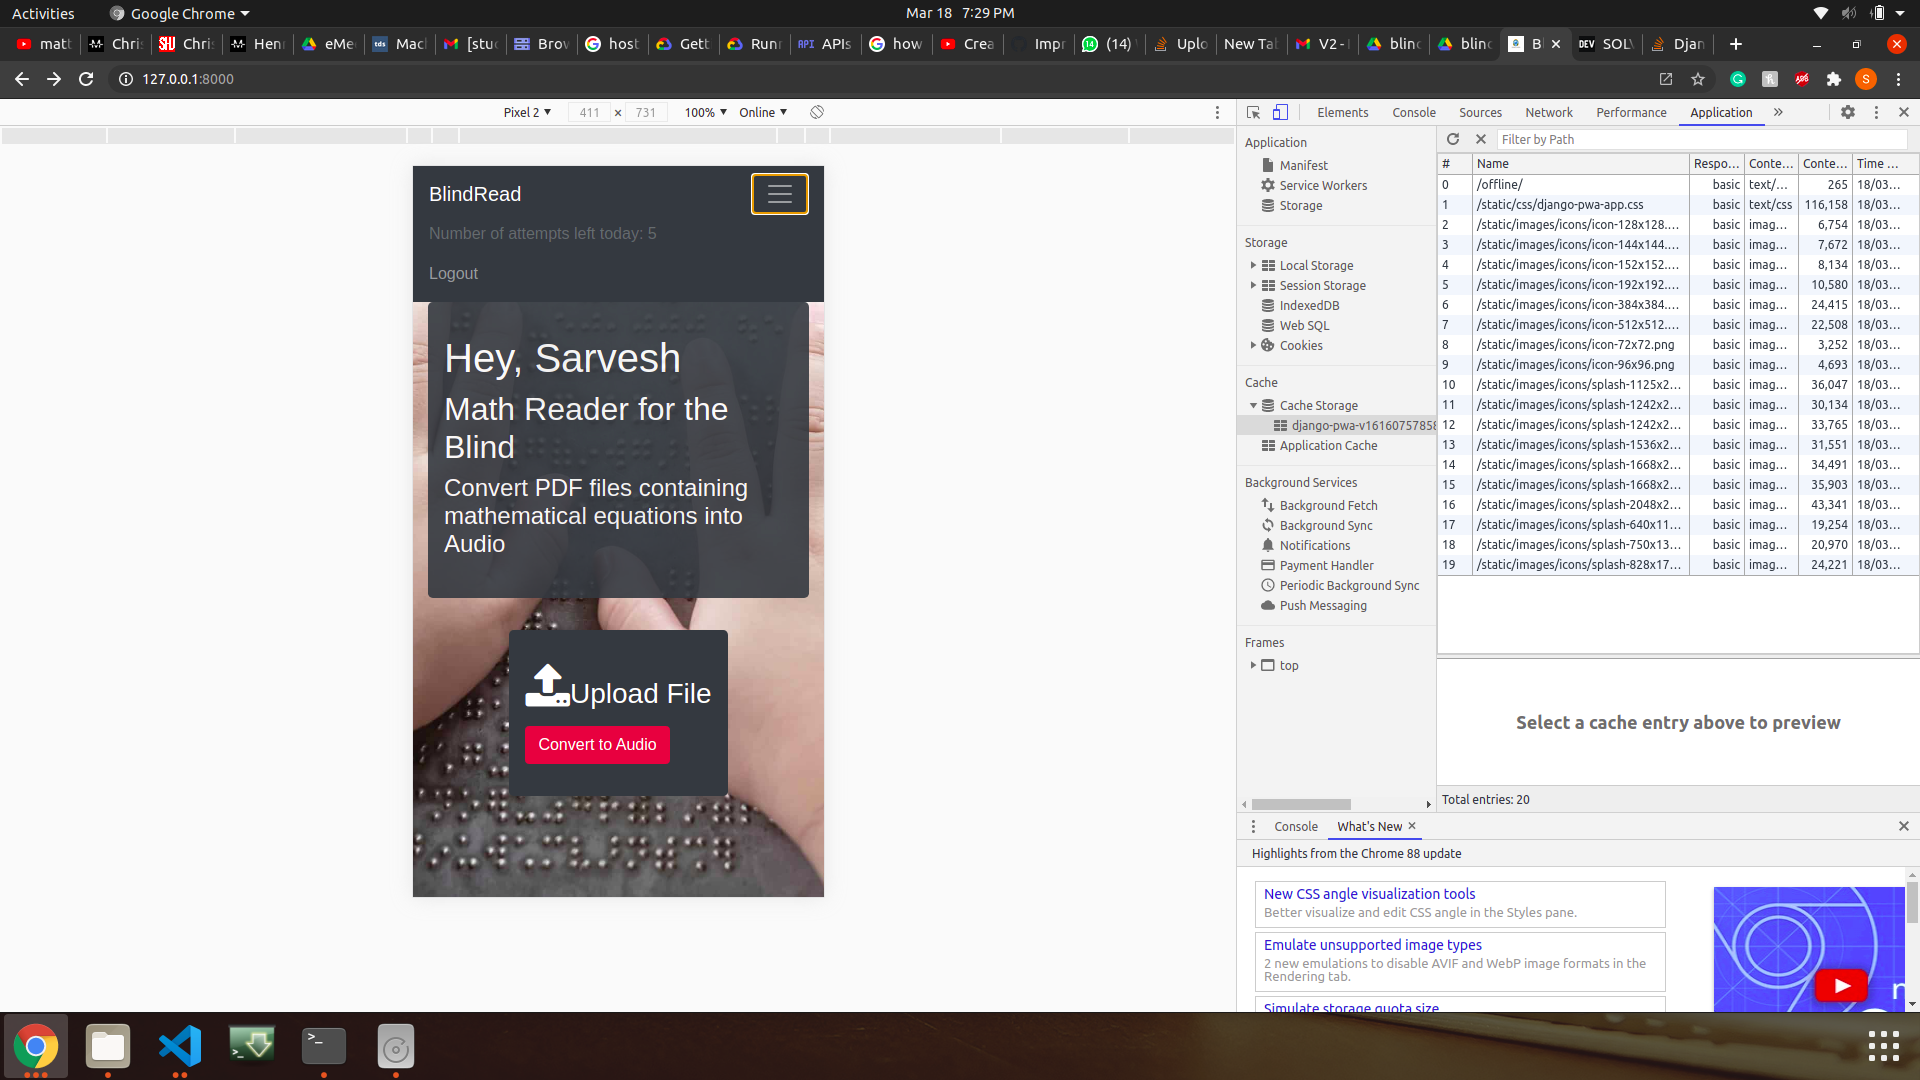 Activities
Google Chrome
Mar 18 7:29 PM
matt
Chris
Chris
Henr
eMee
Macl
[stud
Brow
host
Getti
Runn
APIs
how
Crea
Impr
(14)
Uplo
New Tab
V2 -
blind
blind
Bl
SOLV
Djan
127.0.0.1:8000
Pixel 2
411 × 731
100%
Online
Elements
Console
Sources
Network
Performance
Application
BlindRead
Number of attempts left today: 5
Logout
Hey, Sarvesh
Math Reader for the
Blind
Convert PDF files containing
mathematical equations into
Audio
Upload File
Convert to Audio
Application
Manifest
Service Workers
Storage
Storage
Local Storage
Session Storage
IndexedDB
Web SQL
Cookies
Cache
Cache Storage
django-pwa-v16160757858
Application Cache
Background Services
Background Fetch
Background Sync
Notifications
Payment Handler
Periodic Background Sync
Push Messaging
Frames
top
Filter by Path
# Name Respo... Conte... Conte... Time ...
0 /offline/ basic text/... 265 18/03...
1 /static/css/django-pwa-app.css basic text/css 116,158 18/03...
2 /static/images/icons/icon-128x128.... basic imag... 6,754 18/03...
3 /static/images/icons/icon-144x144.... basic imag... 7,672 18/03...
4 /static/images/icons/icon-152x152.... basic imag... 8,134 18/03...
5 /static/images/icons/icon-192x192.... basic imag... 10,580 18/03...
6 /static/images/icons/icon-384x384.... basic imag... 24,415 18/03...
7 /static/images/icons/icon-512x512.... basic imag... 22,508 18/03...
8 /static/images/icons/icon-72x72.png basic imag... 3,252 18/03...
9 /static/images/icons/icon-96x96.png basic imag... 4,693 18/03...
10 /static/images/icons/splash-1125x2... basic imag... 36,047 18/03...
11 /static/images/icons/splash-1242x2... basic imag... 30,134 18/03...
12 /static/images/icons/splash-1242x2... basic imag... 33,765 18/03...
13 /static/images/icons/splash-1536x2... basic imag... 31,551 18/03...
14 /static/images/icons/splash-1668x2... basic imag... 34,491 18/03...
15 /static/images/icons/splash-1668x2... basic imag... 35,903 18/03...
16 /static/images/icons/splash-2048x2... basic imag... 43,341 18/03...
17 /static/images/icons/splash-640x11... basic imag... 19,254 18/03...
18 /static/images/icons/splash-750x13... basic imag... 20,970 18/03...
19 /static/images/icons/splash-828x17... basic imag... 24,221 18/03...
Select a cache entry above to preview
Total entries: 20
Console
What's New
Highlights from the Chrome 88 update
New CSS angle visualization tools
Better visualize and edit CSS angle in the Styles pane.
Emulate unsupported image types
2 new emulations to disable AVIF and WebP image formats in the
Rendering tab.
Simulate storage quota size